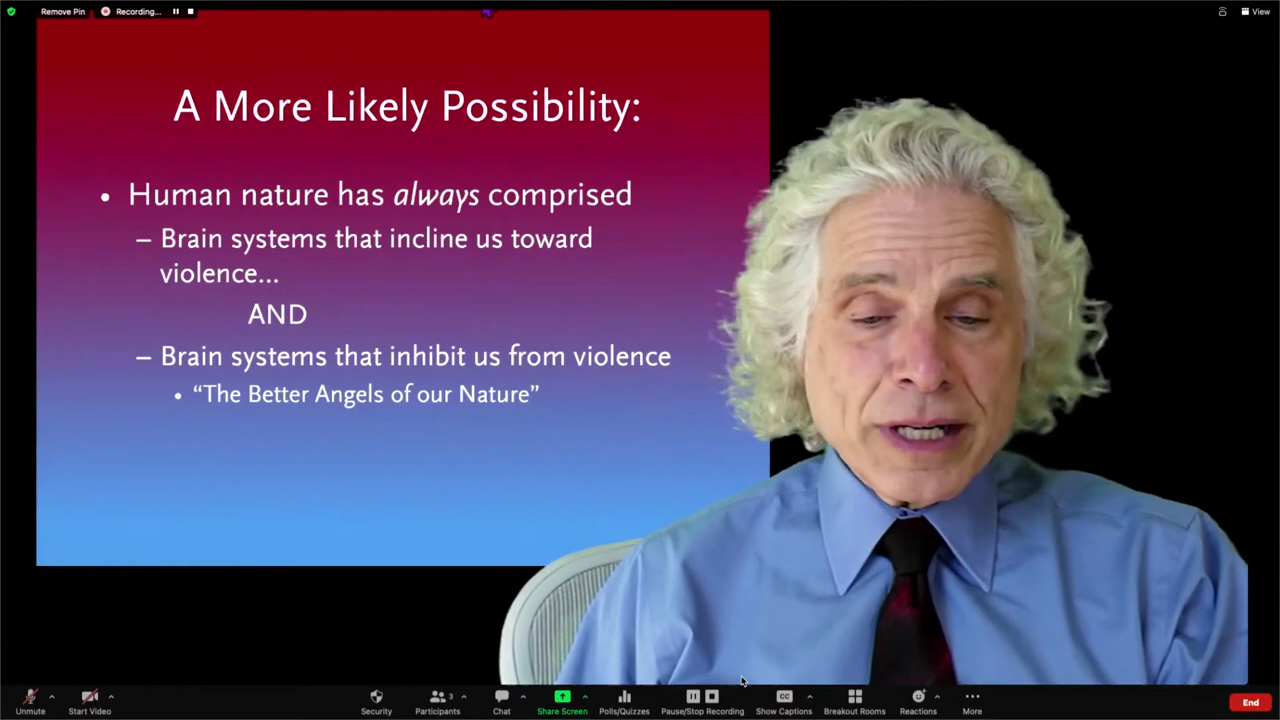 Remove Pin
Recording...
View
A More Likely Possibility:
• Human nature has always comprised
– Brain systems that incline us toward
violence...
AND
– Brain systems that inhibit us from violence
• “The Better Angels of our Nature”
Unmute
Start Video
Security
3
Participants
Chat
Share Screen
Polls/Quizzes
Pause/Stop Recording
CC
Show Captions
Breakout Rooms
Reactions
More
End